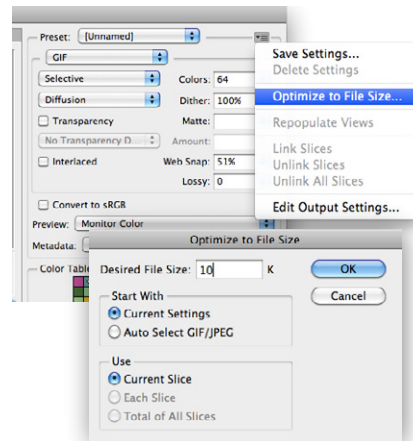 Preset: [Unnamed]
GIF
Selective Colors: 64
Diffusion Dither: 100%
Transparency Matte:
No Transparency D... Amount:
Interlaced Web Snap: 51%
Lossy: 0
Convert to sRGB
Preview: Monitor Color
Metadata:
Color Table
Save Settings...
Delete Settings
Optimize to File Size...
Repopulate Views
Link Slices
Unlink Slices
Unlink All Slices
Edit Output Settings...
Optimize to File Size
Desired File Size: 10 K
OK
Cancel
Start With
Current Settings
Auto Select GIF/JPEG
Use
Current Slice
Each Slice
Total of All Slices